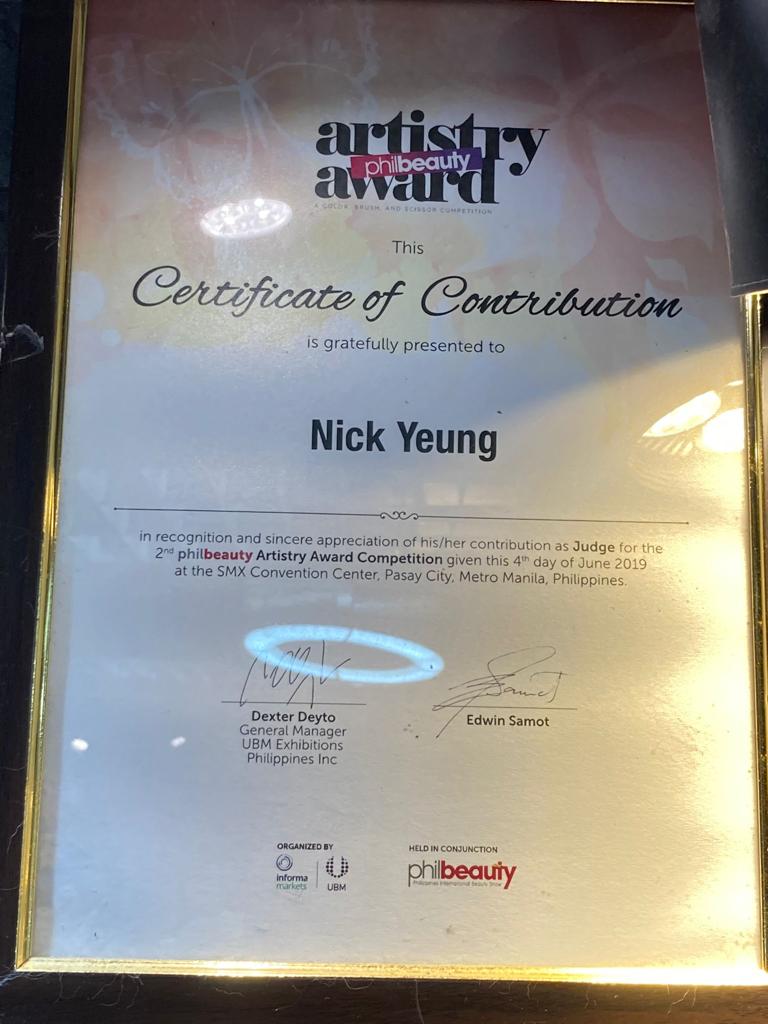 artistry
philbeauty
award
A COLOR, BRUSH, AND SCISSOR COMPETITION
This
Certificate of Contribution
is gratefully presented to
Nick Yeung
in recognition and sincere appreciation of his/her contribution as Judge for the
2nd philbeauty Artistry Award Competition given this 4th day of June 2019
at the SMX Convention Center, Pasay City, Metro Manila, Philippines.
Dexter Deyto
General Manager
UBM Exhibitions
Philippines Inc
Edwin Samot
ORGANIZED BY
informa
markets
UBM
HELD IN CONJUNCTION
philbeauty
Philippines International Beauty Show